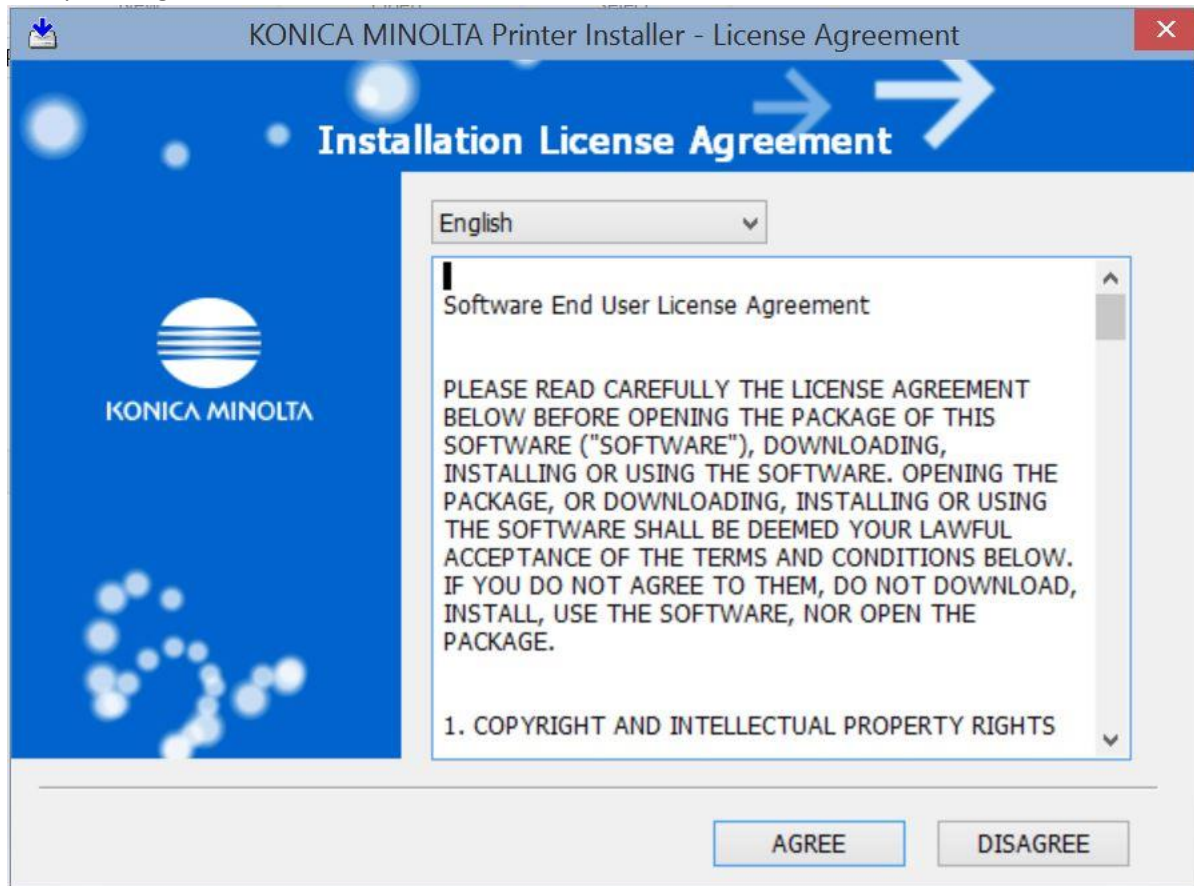 KONICA MINOLTA Printer Installer - License Agreement
Installation License Agreement
English
KONICA MINOLTA
Software End User License Agreement
PLEASE READ CAREFULLY THE LICENSE AGREEMENT
BELOW BEFORE OPENING THE PACKAGE OF THIS
SOFTWARE ("SOFTWARE"), DOWNLOADING,
INSTALLING OR USING THE SOFTWARE. OPENING THE
PACKAGE, OR DOWNLOADING, INSTALLING OR USING
THE SOFTWARE SHALL BE DEEMED YOUR LAWFUL
ACCEPTANCE OF THE TERMS AND CONDITIONS BELOW.
IF YOU DO NOT AGREE TO THEM, DO NOT DOWNLOAD,
INSTALL, USE THE SOFTWARE, NOR OPEN THE
PACKAGE.
1. COPYRIGHT AND INTELLECTUAL PROPERTY RIGHTS
AGREE
DISAGREE